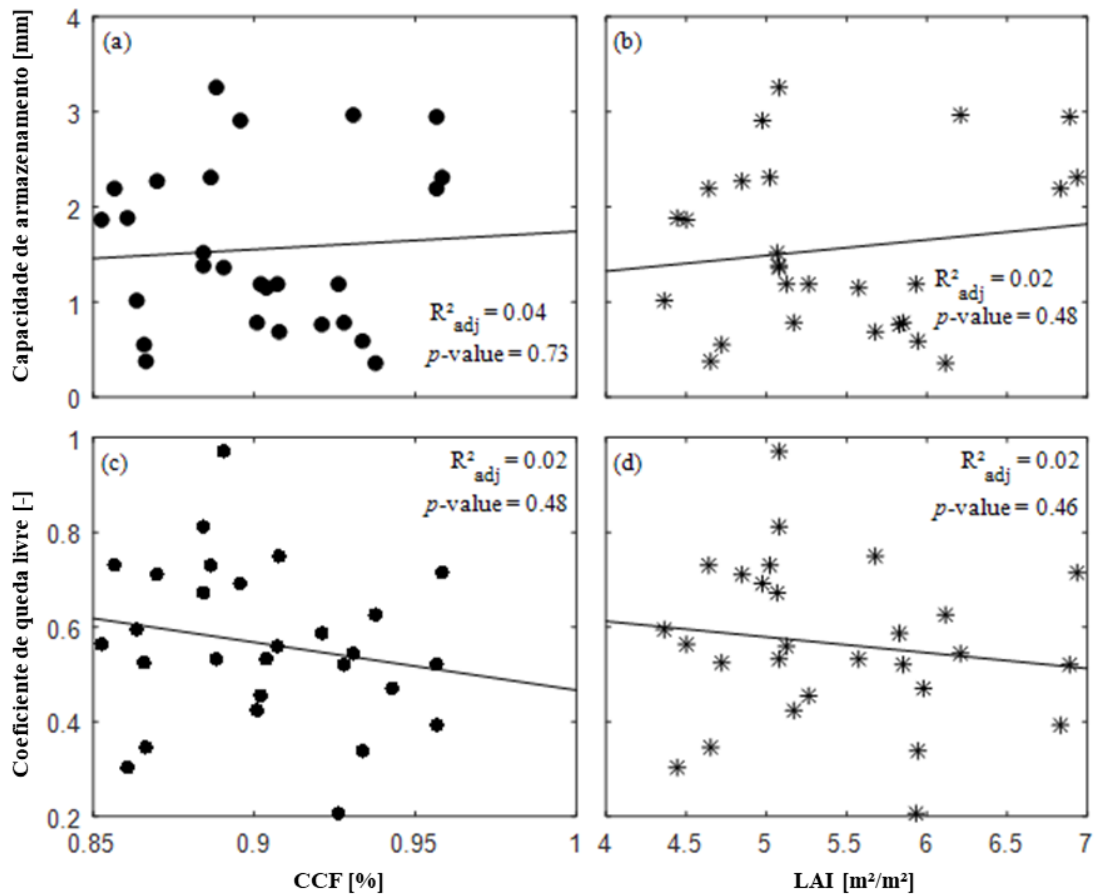 Capacidade de armazenamento [mm]
4
3
2
1
0
(a)
R²adj = 0.04
p-value = 0.73
(b)
R²adj = 0.02
p-value = 0.48
Coeficiente de queda livre [-]
1
0.8
0.6
0.4
0.2
(c)
R²adj = 0.02
p-value = 0.48
(d)
R²adj = 0.02
p-value = 0.46
0.85 0.9 0.95 1
4 4.5 5 5.5 6 6.5 7
CCF [%]
LAI [m²/m²]